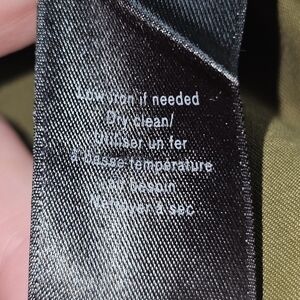 Low iron if needed
Dry clean/
Utiliser un fer
à basse température
au besoin
Nettoyer à sec